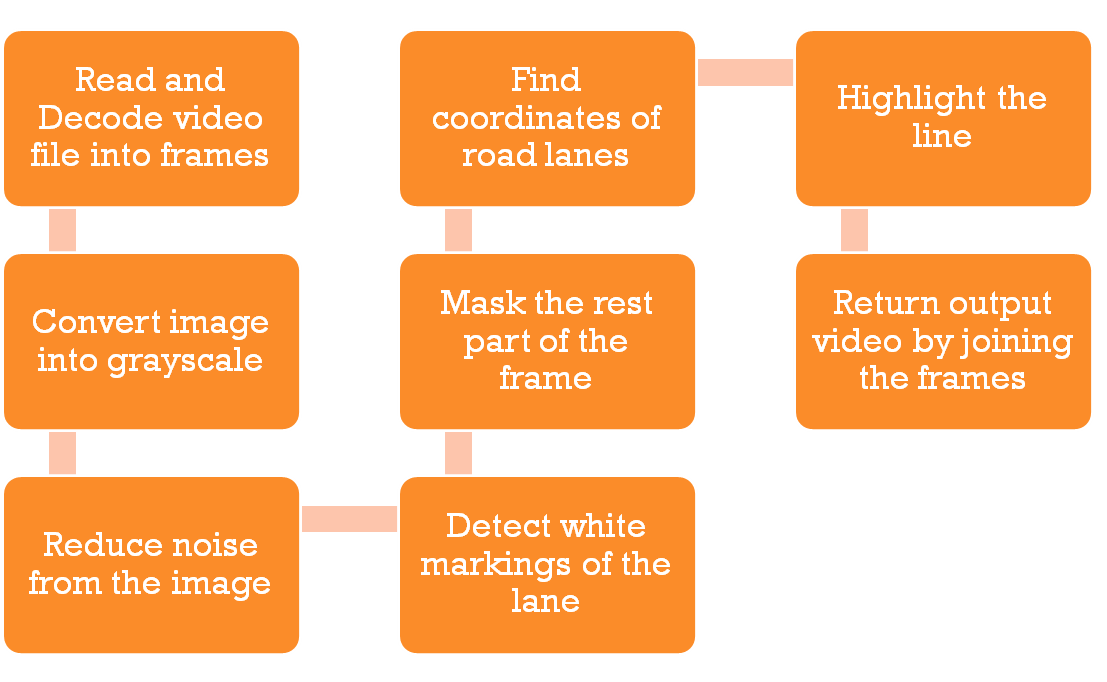 Read and
Decode video
file into frames
Convert image
into grayscale
Reduce noise
from the image
Detect white
markings of the
lane
Mask the rest
part of the
frame
Find
coordinates of
road lanes
Highlight the
line
Return output
video by joining
the frames